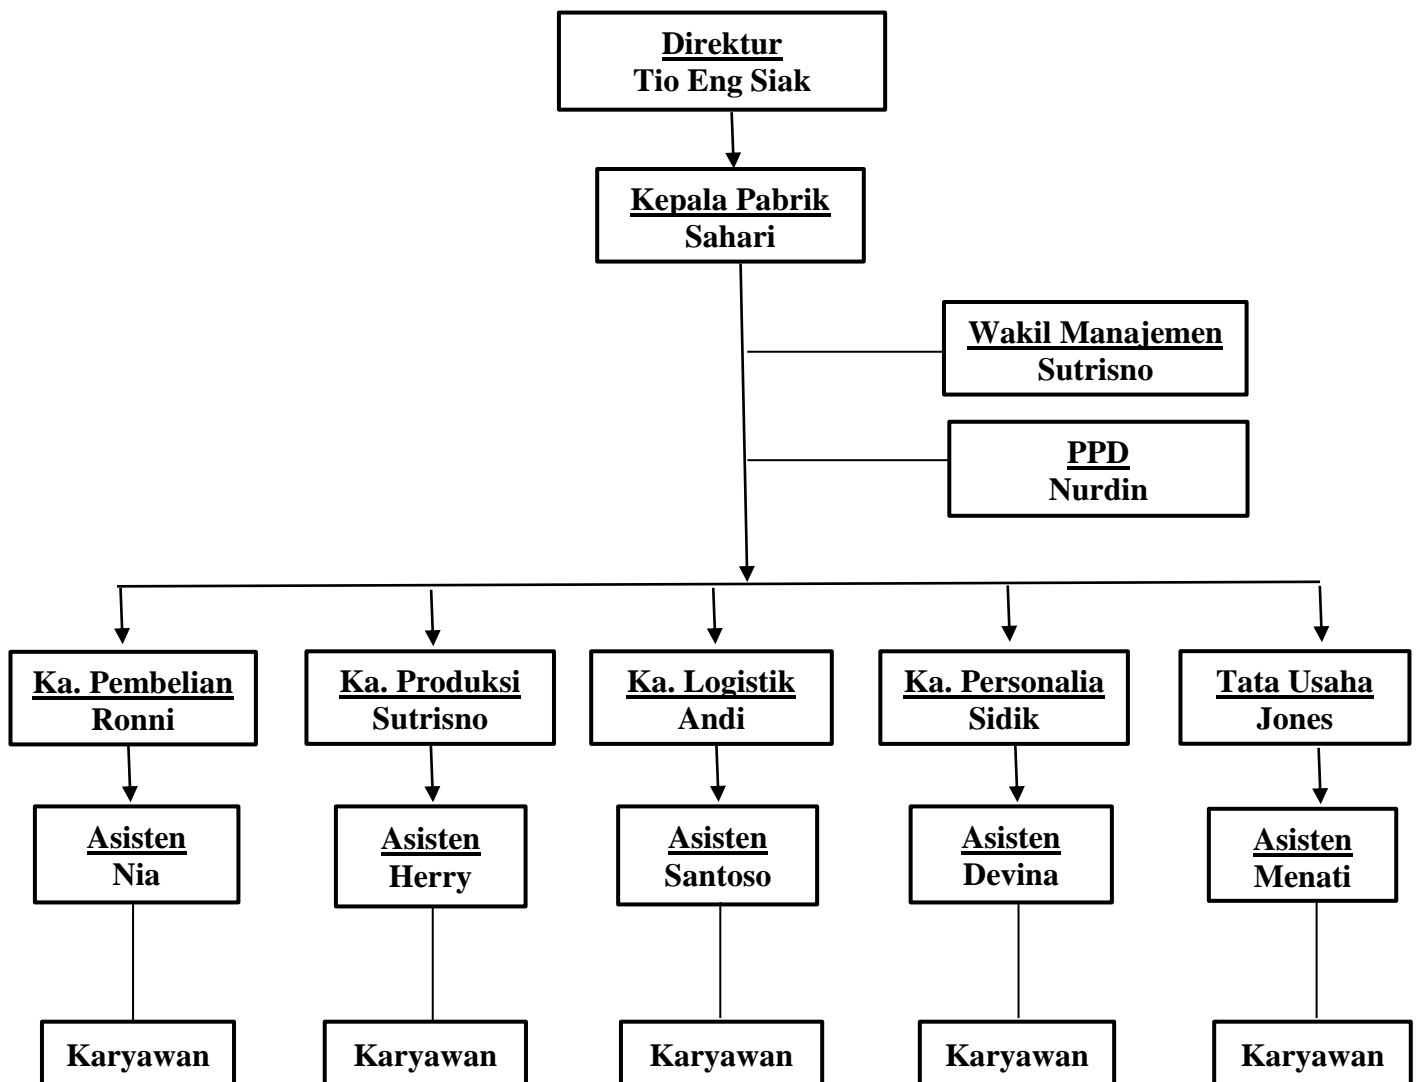 Direktur
Tio Eng Siak
Kepala Pabrik
Sahari
Wakil Manajemen
Sutrisno
PPD
Nurdin
Ka. Pembelian
Ronni
Ka. Produksi
Sutrisno
Ka. Logistik
Andi
Ka. Personalia
Sidik
Tata Usaha
Jones
Asisten
Nia
Asisten
Herry
Asisten
Santoso
Asisten
Devina
Asisten
Menati
Karyawan
Karyawan
Karyawan
Karyawan
Karyawan